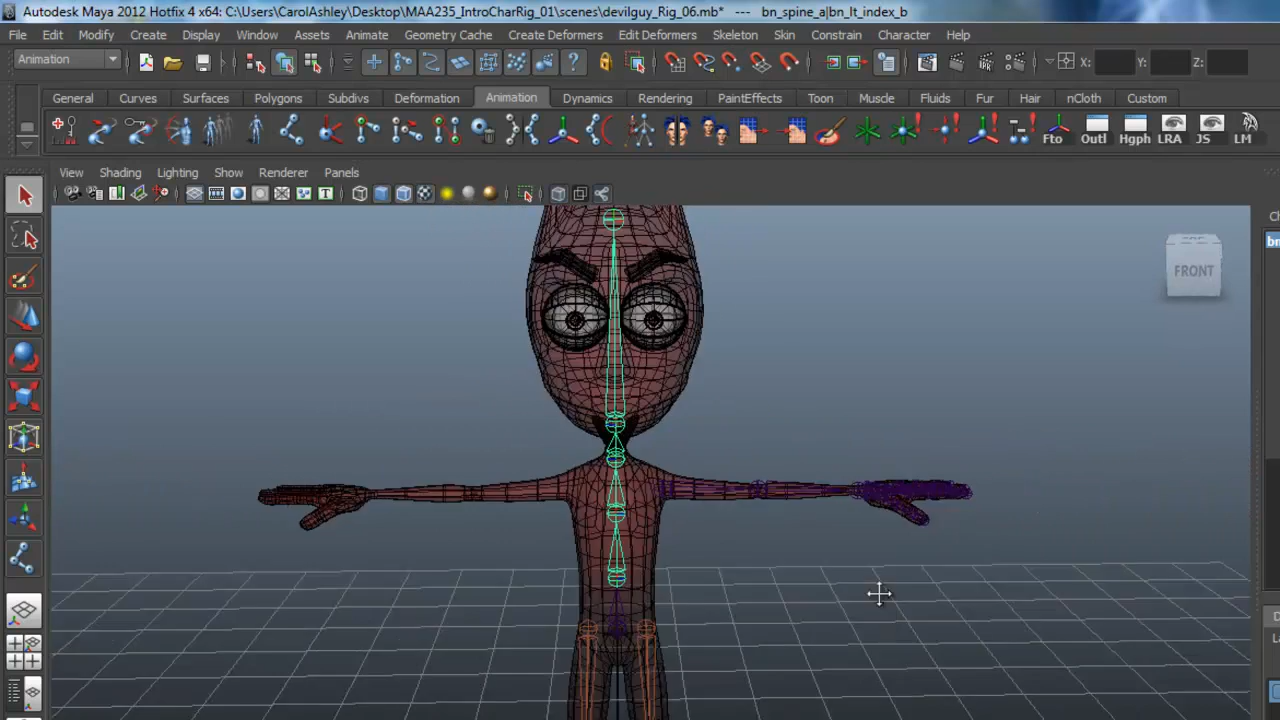 Autodesk Maya 2012 Hotfix 4 x64: C:\Users\CarolAshley\Desktop\MAA235_IntroCharRig_01\scenes\devilguy_Rig_06.mb* --- bn_spine_a|bn_lt_index_b
File Edit Modify Create Display Window Assets Animate Geometry Cache Create Deformers Edit Deformers Skeleton Skin Constrain Character Help
Animation X: Y: Z:
General Curves Surfaces Polygons Subdivs Deformation Animation Dynamics Rendering PaintEffects Toon Muscle Fluids Fur Hair nCloth Custom
Fto Outl Hgph LRA JS LM
View Shading Lighting Show Renderer Panels
FRONT